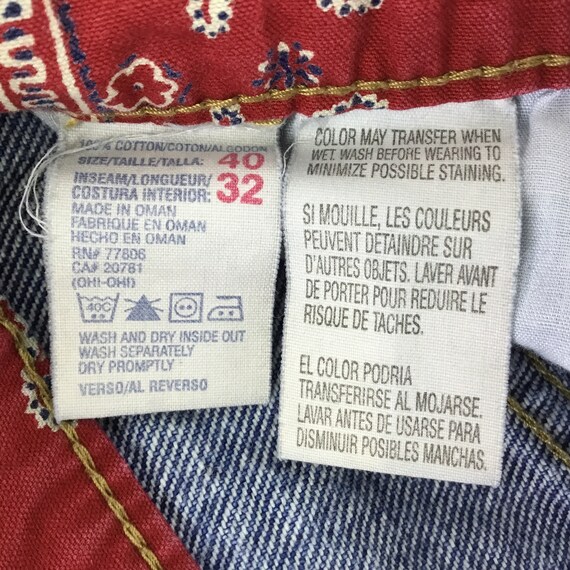 100% COTTON/COTON/ALGODON
SIZE/TAILLE/TALLA: 40
INSEAM/LONGUEUR/
COSTURA INTERIOR: 32
MADE IN OMAN
FABRIQUE EN OMAN
HECHO EN OMAN
RN# 77806
CA# 20781
(OHI-OHI)
40C
WASH AND DRY INSIDE OUT
WASH SEPARATELY
DRY PROMPTLY
VERSO/AL REVERSO
COLOR MAY TRANSFER WHEN
WET. WASH BEFORE WEARING TO
MINIMIZE POSSIBLE STAINING.
SI MOUILLE, LES COULEURS
PEUVENT DETAINDRE SUR
D'AUTRES OBJETS. LAVER AVANT
DE PORTER POUR REDUIRE LE
RISQUE DE TACHES.
EL COLOR PODRIA
TRANSFERIRSE AL MOJARSE.
LAVAR ANTES DE USARSE PARA
DISMINUIR POSIBLES MANCHAS.